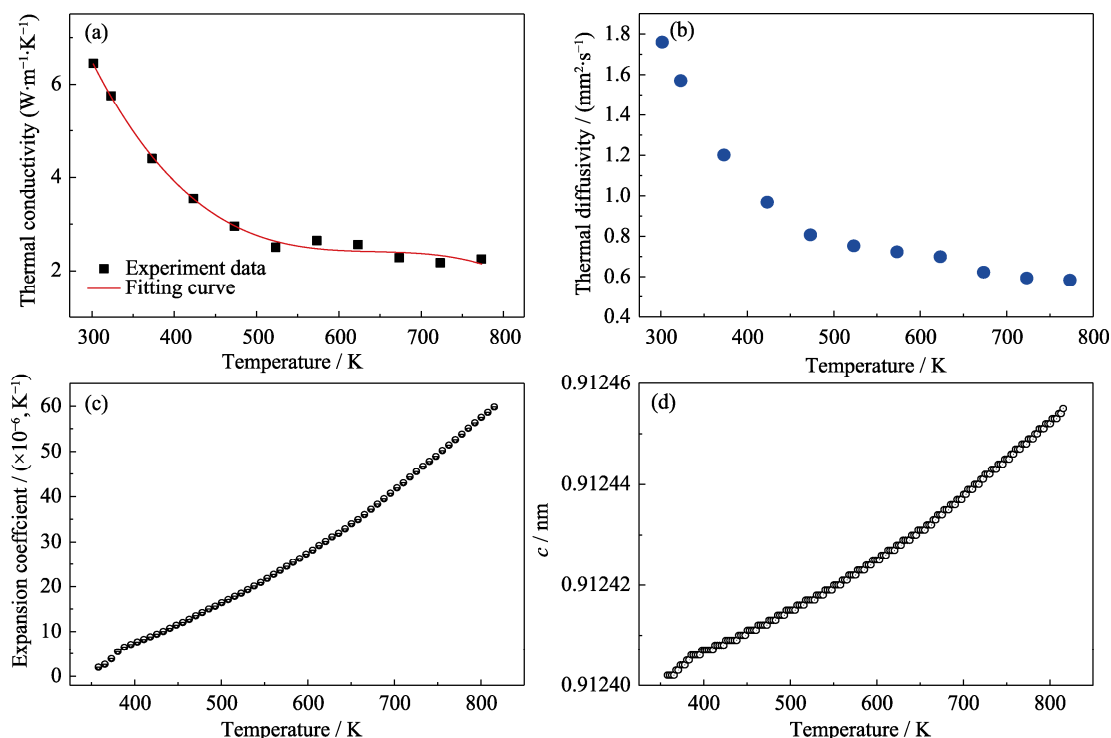 (a)
Thermal conductivity (W·m⁻¹·K⁻¹)
6
4
2
Experiment data
Fitting curve
300 400 500 600 700 800
Temperature / K
(b)
Thermal diffusivity / (mm²·s⁻¹)
1.8
1.6
1.4
1.2
1.0
0.8
0.6
0.4
300 400 500 600 700 800
Temperature / K
(c)
Expansion coeffcient / (×10⁻⁶, K⁻¹)
60
50
40
30
20
10
0
400 500 600 700 800
Temperature / K
(d)
c / nm
0.91246
0.91244
0.91242
0.91240
400 500 600 700 800
Temperature / K